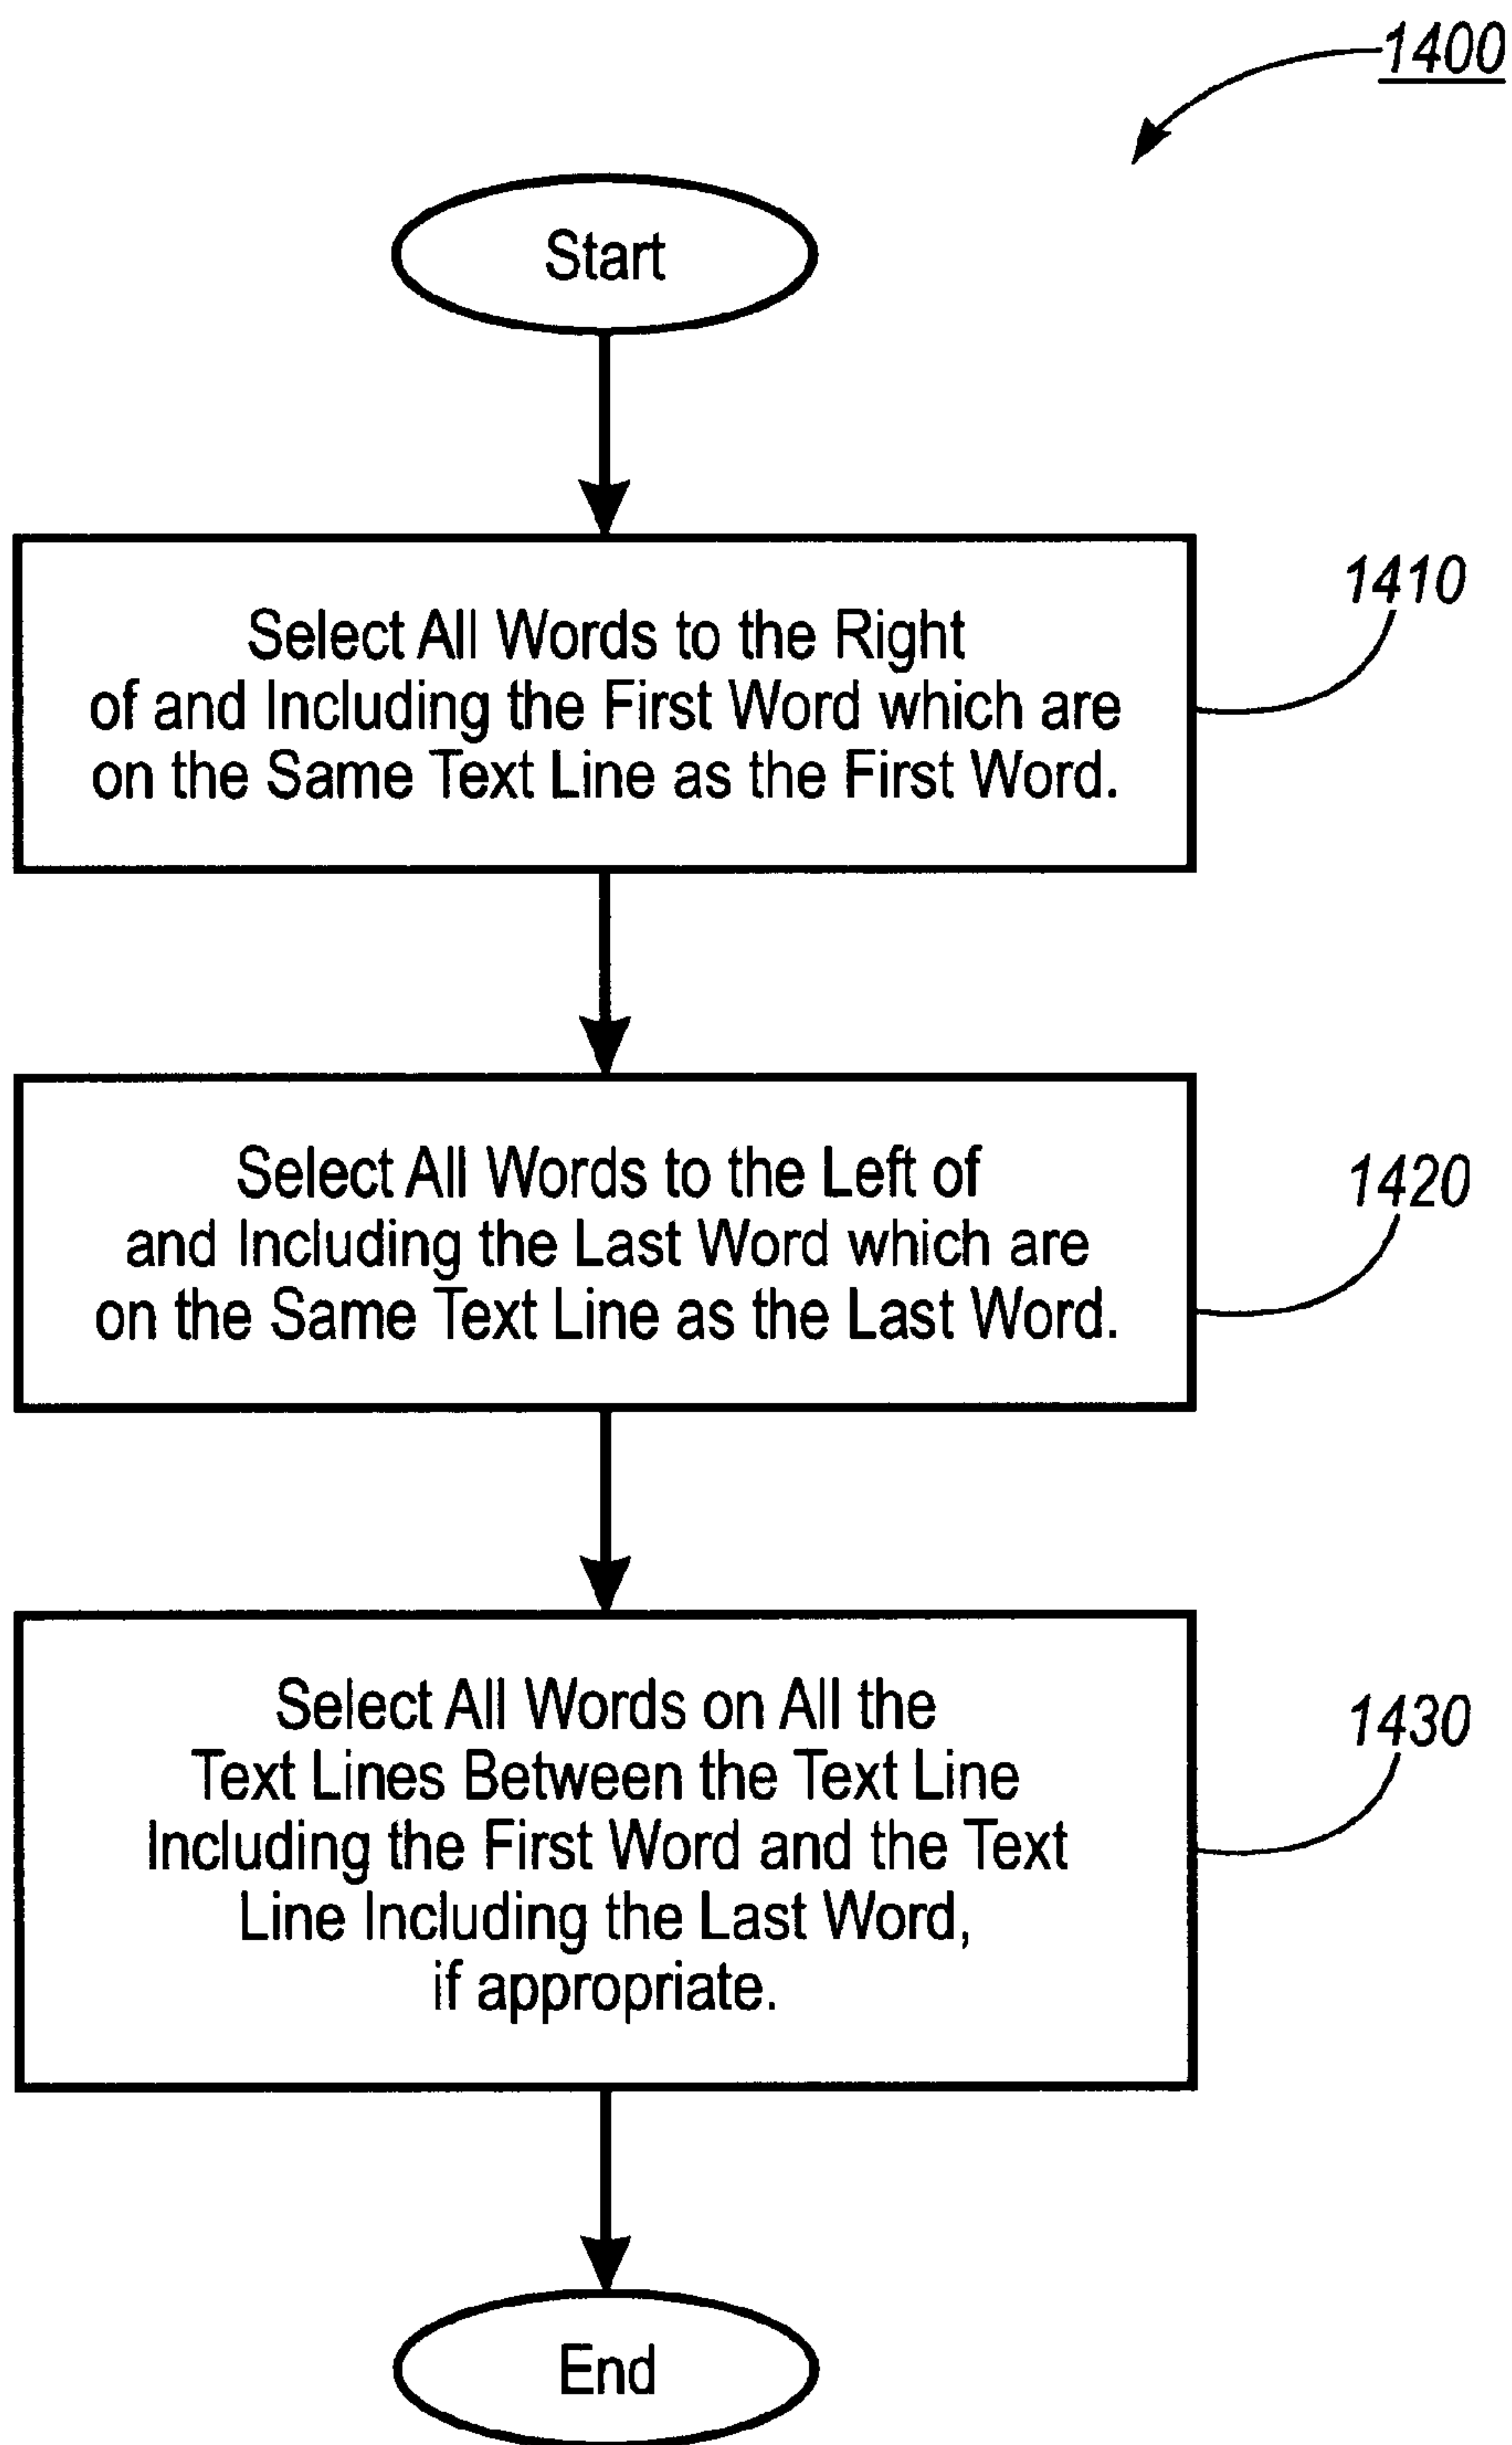 1400
Start
Select All Words to the Right
of and Including the First Word which are
on the Same Text Line as the First Word.
1410
Select All Words to the Left of
and Including the Last Word which are
on the Same Text Line as the Last Word.
1420
Select All Words on All the
Text Lines Between the Text Line
Including the First Word and the Text
Line Including the Last Word,
if appropriate.
1430
End